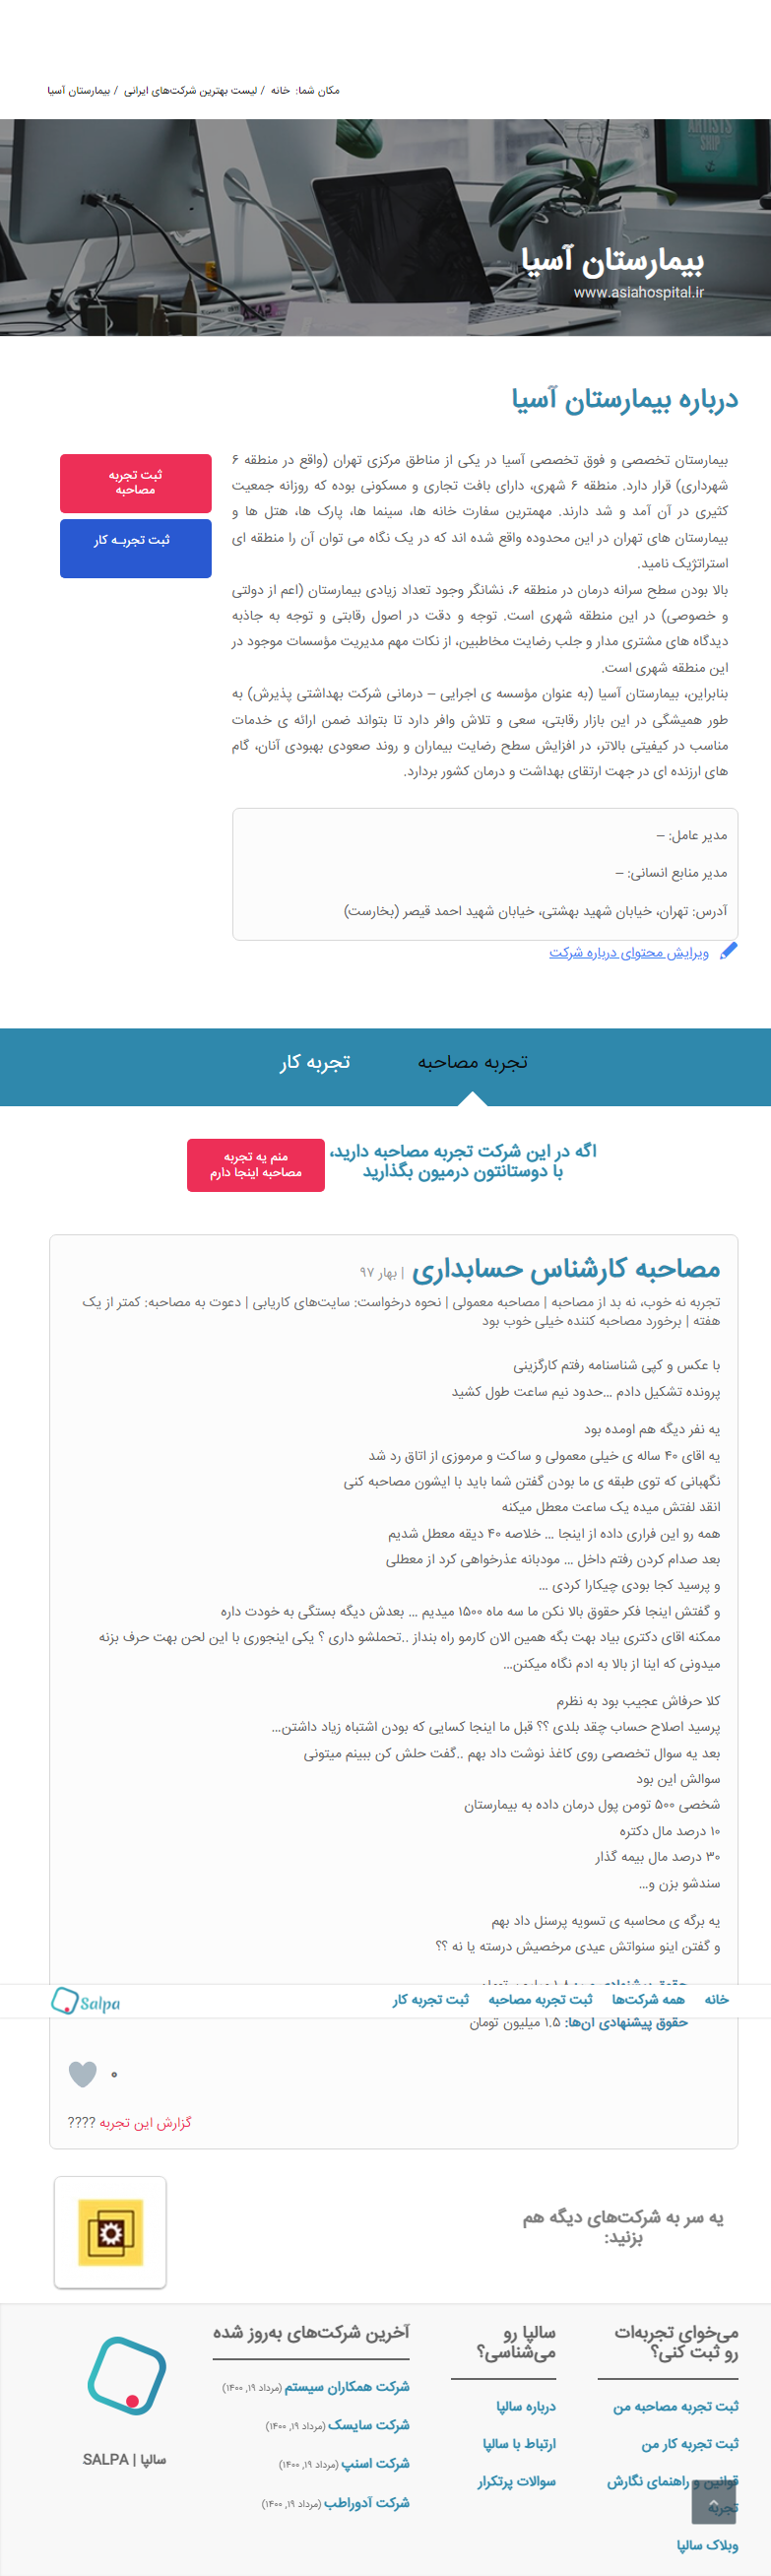 مکان شما: خانه / لیست بهترین شرکت‌های ایرانی / بیمارستان آسیا
بیمارستان آسیا
www.asiahospital.ir
درباره بیمارستان آسیا
بیمارستان تخصصی و فوق تخصصی آسیا در یکی از مناطق مرکزی تهران (واقع در منطقه ۶
شهرداری) قرار دارد. منطقه ۶ شهری، دارای بافت تجاری و مسکونی بوده که روزانه جمعیت
کثیری در آن آمد و شد دارند. مهمترین سفارت خانه ها، سینما ها، پارک ها، هتل ها و
بیمارستان های تهران در این محدوده واقع شده اند که در یک نگاه می توان آن را منطقه ای
استراتژیک نامید.
بالا بودن سطح سرانه درمان در منطقه ۶، نشانگر وجود تعداد زیادی بیمارستان (اعم از دولتی
و خصوصی) در این منطقه شهری است. توجه و دقت در اصول رقابتی و توجه به جاذبه
دیدگاه های مشتری مدار و جلب رضایت مخاطبین، از نکات مهم مدیریت مؤسسات موجود در
این منطقه شهری است.
بنابراین، بیمارستان آسیا (به عنوان مؤسسه ی اجرایی – درمانی شرکت بهداشتی پذیرش) به
طور همیشگی در این بازار رقابتی، سعی و تلاش وافر دارد تا بتواند ضمن ارائه ی خدمات
مناسب در کیفیتی بالاتر، در افزایش سطح رضایت بیماران و روند صعودی بهبودی آنان، گام
های ارزنده ای در جهت ارتقای بهداشت و درمان کشور بردارد.
ثبت تجربه
مصاحبه
ثبت تجربـه کار
مدیر عامل: –
مدیر منابع انسانی: –
آدرس: تهران، خیابان شهید بهشتی، خیابان شهید احمد قیصر (بخارست)
ویرایش محتوای درباره شرکت
تجربه مصاحبه
تجربه کار
اگه در این شرکت تجربه مصاحبه دارید،
با دوستانتون درمیون بگذارید
منم یه تجربه
مصاحبه اینجا دارم
مصاحبه کارشناس حسابداری | بهار ۹۷
تجربه نه خوب، نه بد از مصاحبه | مصاحبه معمولی | نحوه درخواست: سایت‌های کاریابی | دعوت به مصاحبه: کمتر از یک
هفته | برخورد مصاحبه کننده خیلی خوب بود
با عکس و کپی شناسنامه رفتم کارگزینی
پرونده تشکیل دادم …حدود نیم ساعت طول کشید
یه نفر دیگه هم اومده بود
یه اقای ۴۰ ساله ی خیلی معمولی و ساکت و مرموزی از اتاق رد شد
نگهبانی که توی طبقه ی ما بودن گفتن شما باید با ایشون مصاحبه کنی
انقد لفتش میده یک ساعت معطل میکنه
همه رو این فراری داده از اینجا … خلاصه ۴۰ دیقه معطل شدیم
بعد صدام کردن رفتم داخل … مودبانه عذرخواهی کرد از معطلی
و پرسید کجا بودی چیکارا کردی …
و گفتش اینجا فکر حقوق بالا نکن ما سه ماه ۱۵۰۰ میدیم … بعدش دیگه بستگی به خودت داره
ممکنه اقای دکتری بیاد بهت بگه همین الان کارمو راه بنداز ..تحملشو داری ؟ یکی اینجوری با این لحن بهت حرف بزنه
میدونی که اینا از بالا به ادم نگاه میکنن…
کلا حرفاش عجیب بود به نظرم
پرسید اصلاح حساب چقد بلدی ؟؟ قبل ما اینجا کسایی که بودن اشتباه زیاد داشتن…
بعد یه سوال تخصصی روی کاغذ نوشت داد بهم ..گفت حلش کن ببینم میتونی
سوالش این بود
شخصی ۵۰۰ تومن پول درمان داده به بیمارستان
۱۰ درصد مال دکتره
۳۰ درصد مال بیمه گذار
سندشو بزن و…
یه برگه ی محاسبه ی تسویه پرسنل داد بهم
و گفتن اینو سنواتش عیدی مرخصیش درسته یا نه ؟؟
خانه
همه شرکت‌ها
ثبت تجربه مصاحبه
ثبت تجربه کار
Salpa
حقوق پیشنهادی آن‌ها: ۱.۵ میلیون تومان
۰
گزارش این تجربه ????
یه سر به شرکت‌های دیگه هم
بزنید:
می‌خوای تجربه‌ات
رو ثبت کنی؟
ثبت تجربه مصاحبه من
ثبت تجربه کار من
قوانین و راهنمای نگارش
تجربه
وبلاک سالپا
سالپا رو
می‌شناسی؟
درباره سالپا
ارتباط با سالپا
سوالات پرتکرار
آخرین شرکت‌های به‌روز شده
شرکت همکاران سیستم (مرداد ۱۹, ۱۴۰۰)
شرکت سایسک (مرداد ۱۹, ۱۴۰۰)
شرکت اسنپ (مرداد ۱۹, ۱۴۰۰)
شرکت آدوراطب (مرداد ۱۹, ۱۴۰۰)
سالپا | SALPA